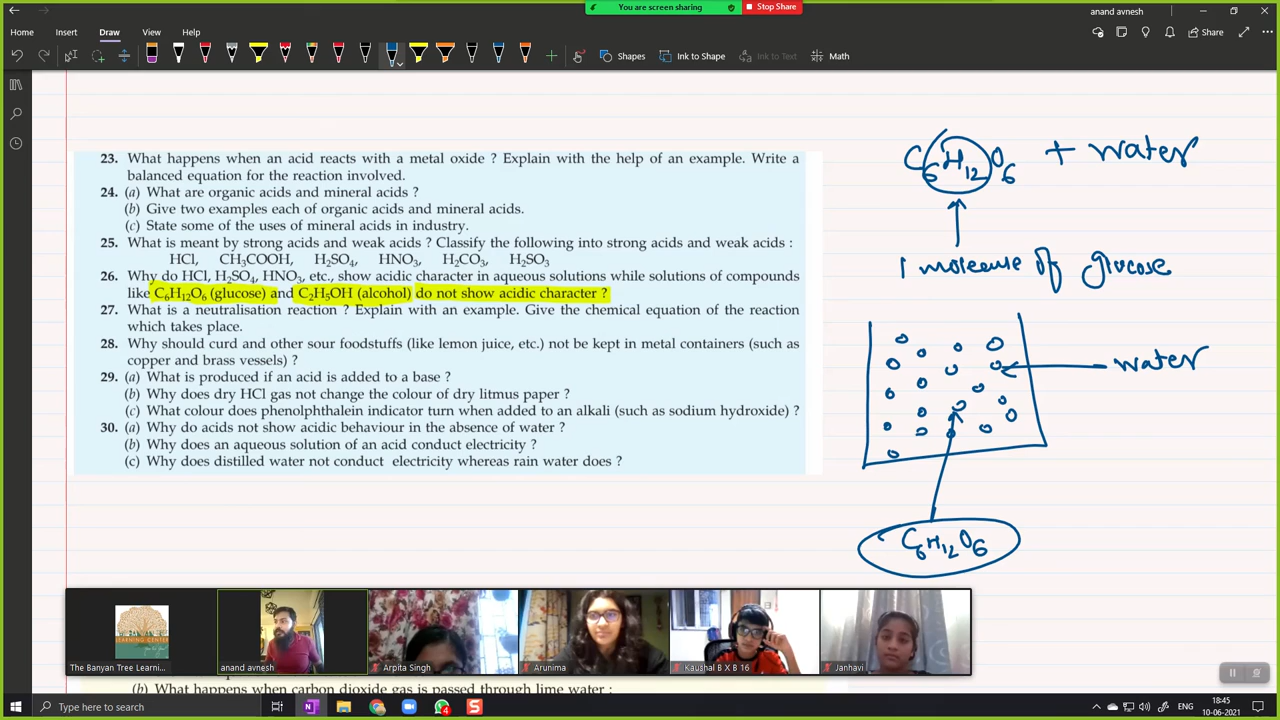 You are screen sharing
Stop Share
anand avnesh
Home Insert Draw View Help
Share
Shapes Ink to Shape Ink to Text Math
23. What happens when an acid reacts with a metal oxide ? Explain with the help of an example. Write a
balanced equation for the reaction involved.
24. (a) What are organic acids and mineral acids ?
(b) Give two examples each of organic acids and mineral acids.
(c) State some of the uses of mineral acids in industry.
25. What is meant by strong acids and weak acids ? Classify the following into strong acids and weak acids :
HCl, CH₃COOH, H₂SO₄, HNO₃, H₂CO₃, H₂SO₃
26. Why do HCl, H₂SO₄, HNO₃, etc., show acidic character in aqueous solutions while solutions of compounds
like C₆H₁₂O₆ (glucose) and C₂H₅OH (alcohol) do not show acidic character ?
27. What is a neutralisation reaction ? Explain with an example. Give the chemical equation of the reaction
which takes place.
28. Why should curd and other sour foodstuffs (like lemon juice, etc.) not be kept in metal containers (such as
copper and brass vessels) ?
29. (a) What is produced if an acid is added to a base ?
(b) Why does dry HCl gas not change the colour of dry litmus paper ?
(c) What colour does phenolphthalein indicator turn when added to an alkali (such as sodium hydroxide) ?
30. (a) Why do acids not show acidic behaviour in the absence of water ?
(b) Why does an aqueous solution of an acid conduct electricity ?
(c) Why does distilled water not conduct electricity whereas rain water does ?
C₆H₁₂O₆ + water
1 molecule of glucose
water
C₆H₁₂O₆
LEARNING CENTER
The Banyan Tree Learni...
anand avnesh
Arpita Singh
Arunima
Kaushal B X B 16
Janhavi
(b) What happens when carbon dioxide gas is passed through lime water :
Type here to search
4
ENG
18:45
10-06-2021